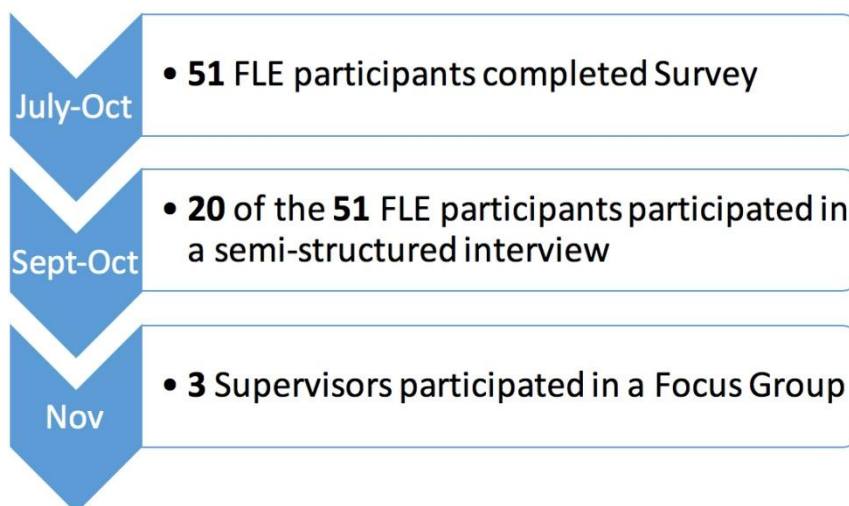 July-Oct
• 51 FLE participants completed Survey
Sept-Oct
• 20 of the 51 FLE participants participated in
a semi-structured interview
Nov
• 3 Supervisors participated in a Focus Group